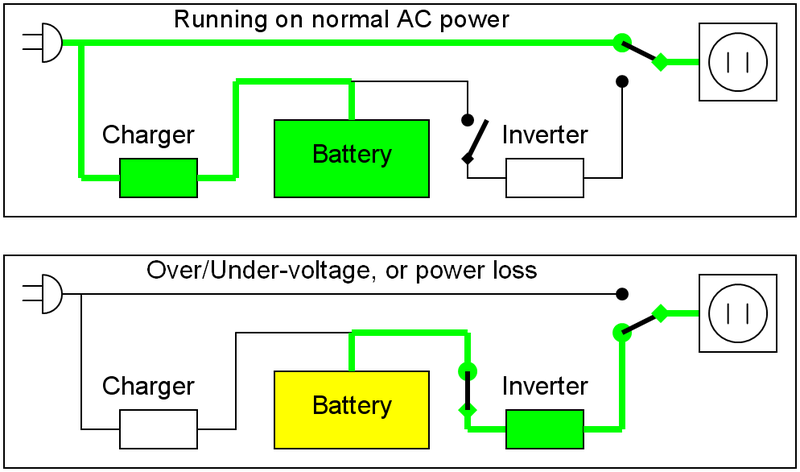 Running on normal AC power
Charger
Battery
Inverter
Over/Under-voltage, or power loss
Charger
Battery
Inverter